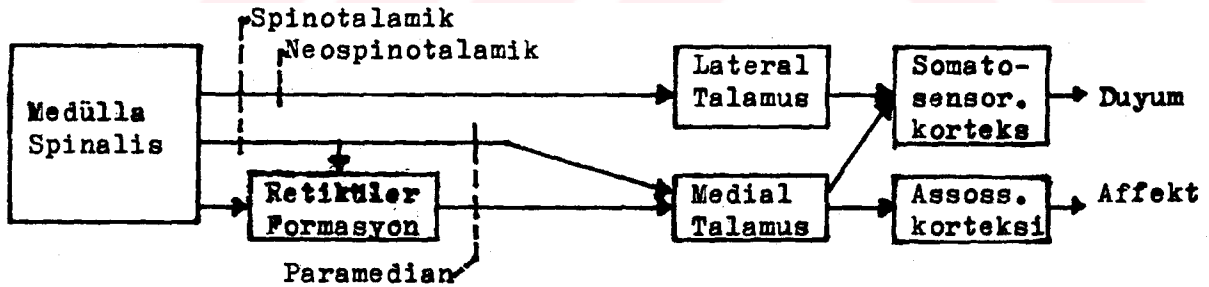 Spinotalamik
Neospinotalamik
Medülla
Spinalis
Lateral
Talamus
Somato-
sensor.
korteks
Duyum
Retiküler
Formasyon
Medial
Talamus
Assoss.
korteksi
Affekt
Paramedian